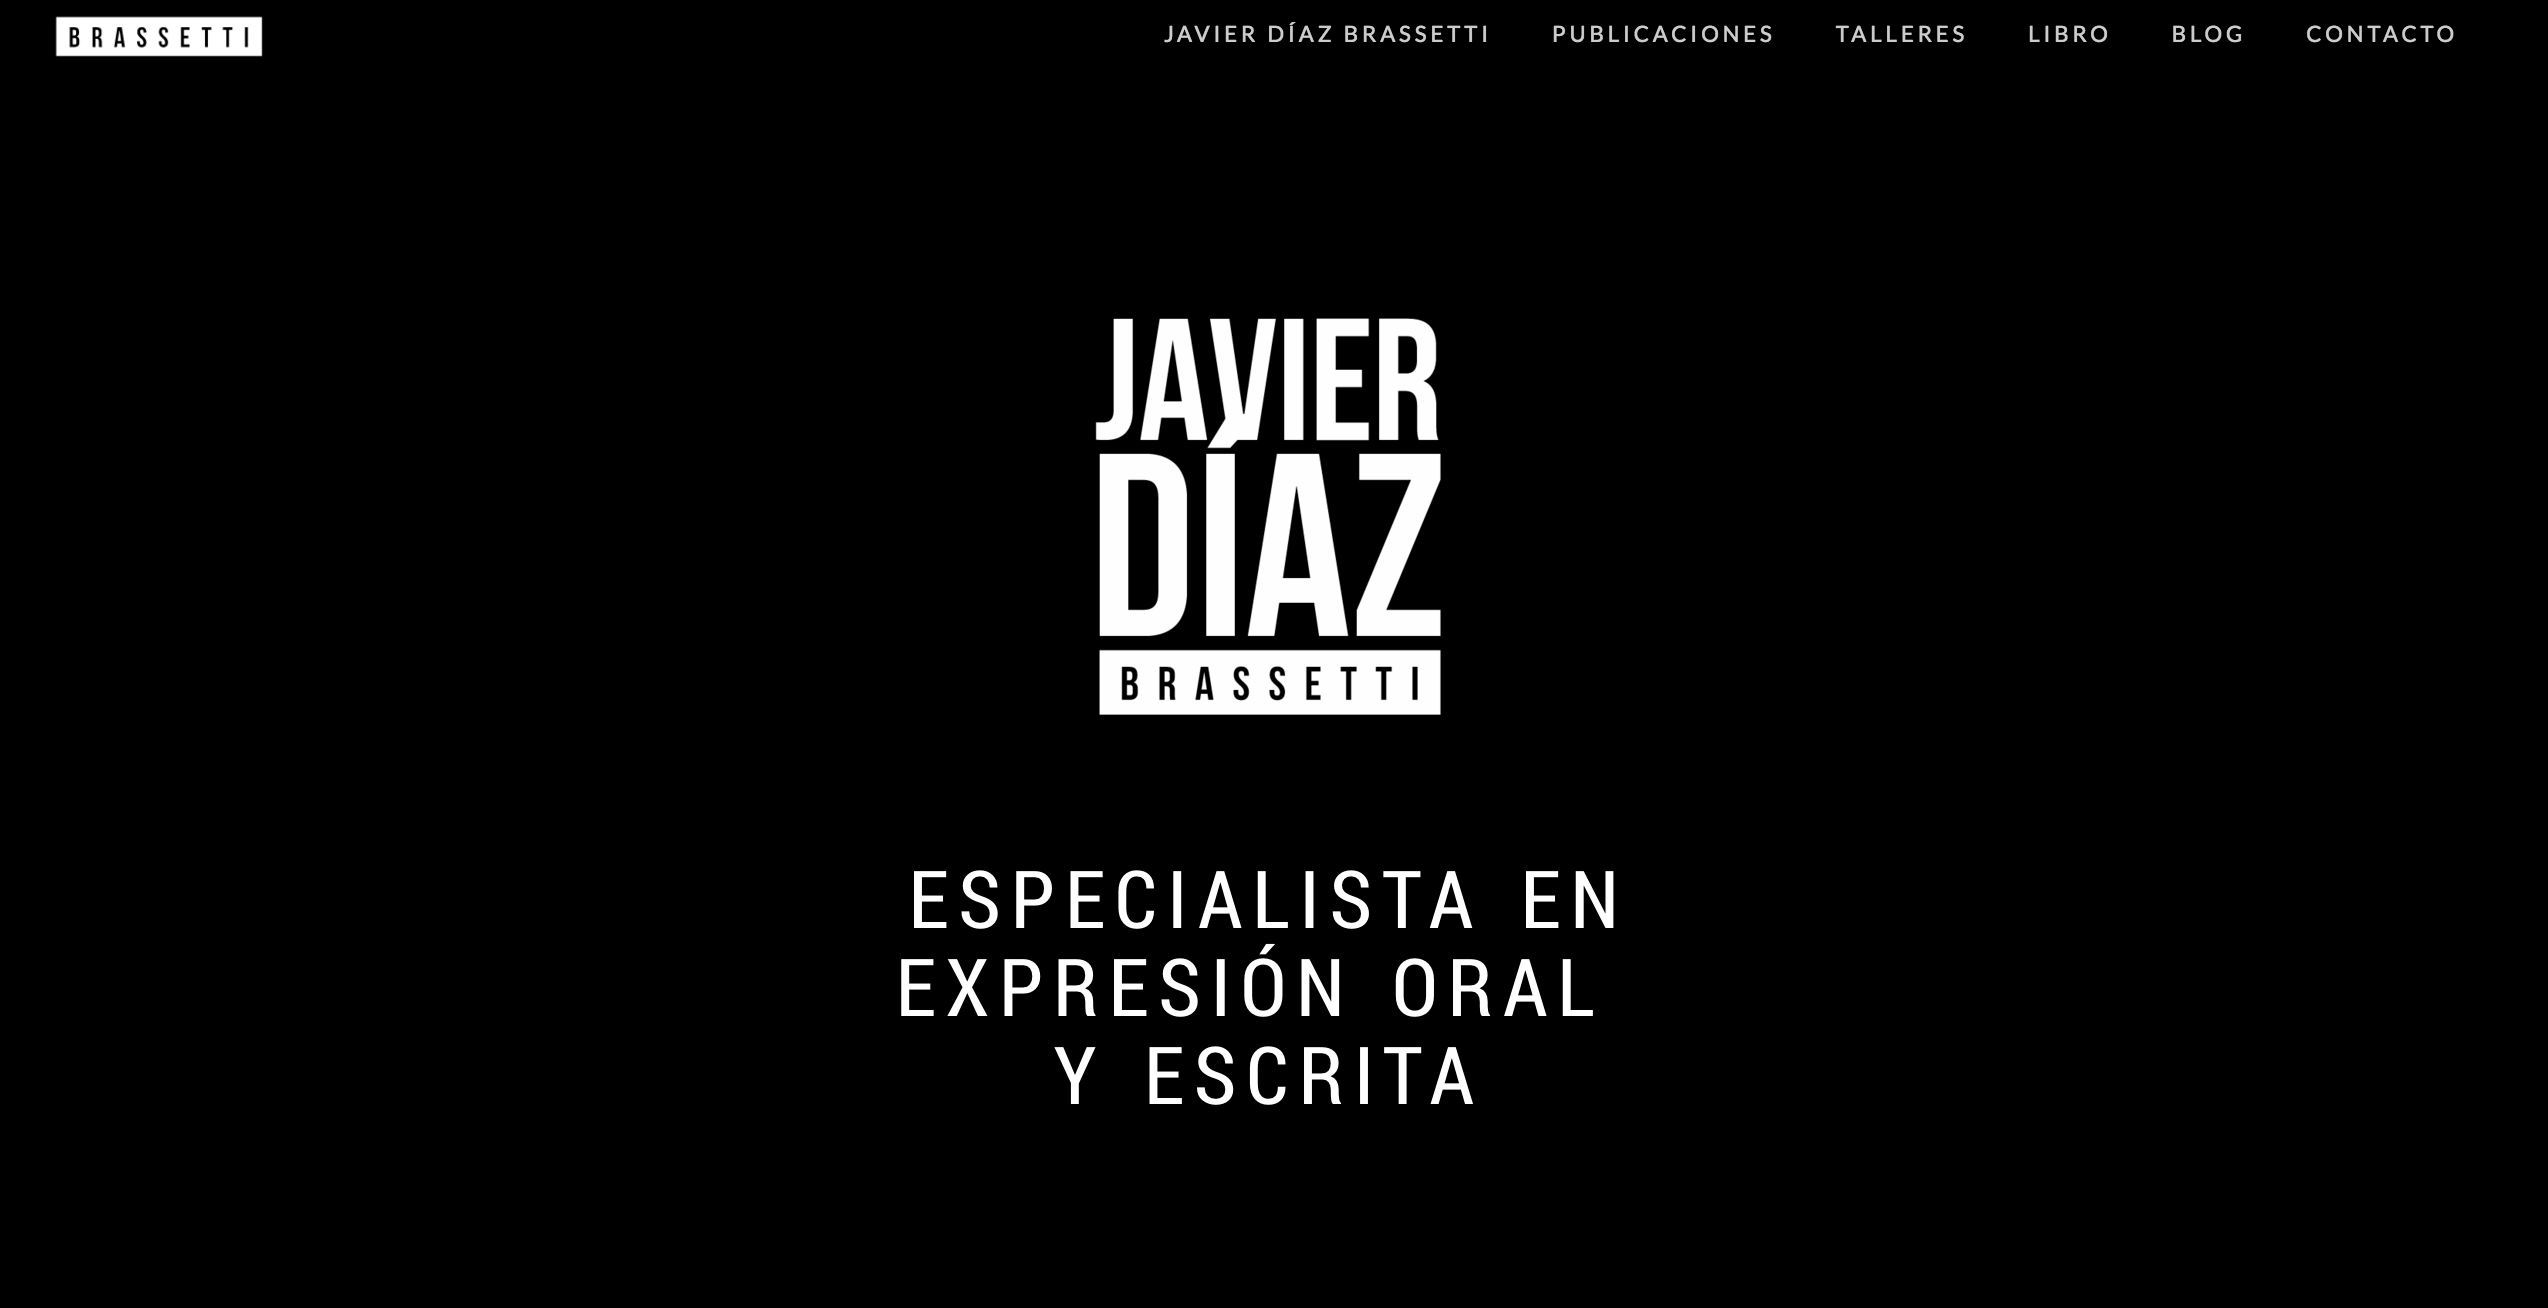 BRASSETTI
JAVIER DÍAZ BRASSETTI PUBLICACIONES TALLERES LIBRO BLOG CONTACTO
JAVIER
DÍAZ
BRASSETTI
ESPECIALISTA EN
EXPRESIÓN ORAL
Y ESCRITA